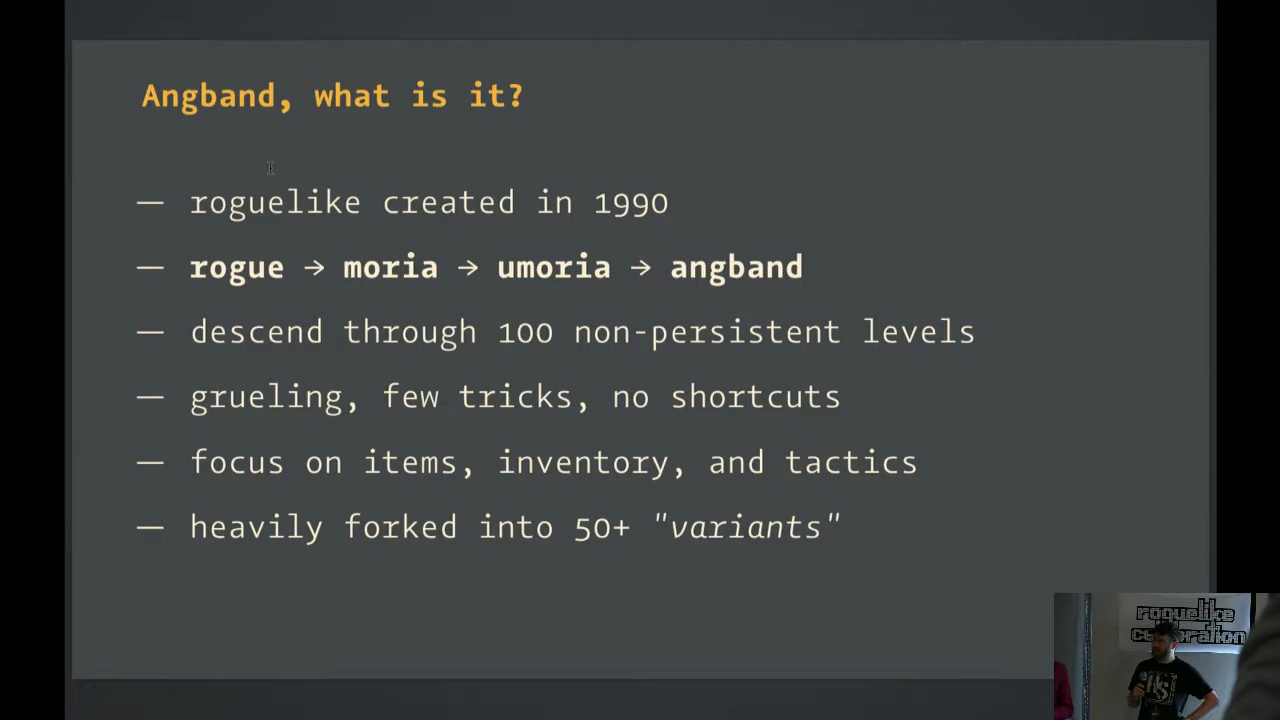 Angband, what is it?
— roguelike created in 1990
— rogue → moria → umoria → angband
— descend through 100 non-persistent levels
— grueling, few tricks, no shortcuts
— focus on items, inventory, and tactics
— heavily forked into 50+ "variants"
roguelike
celebration